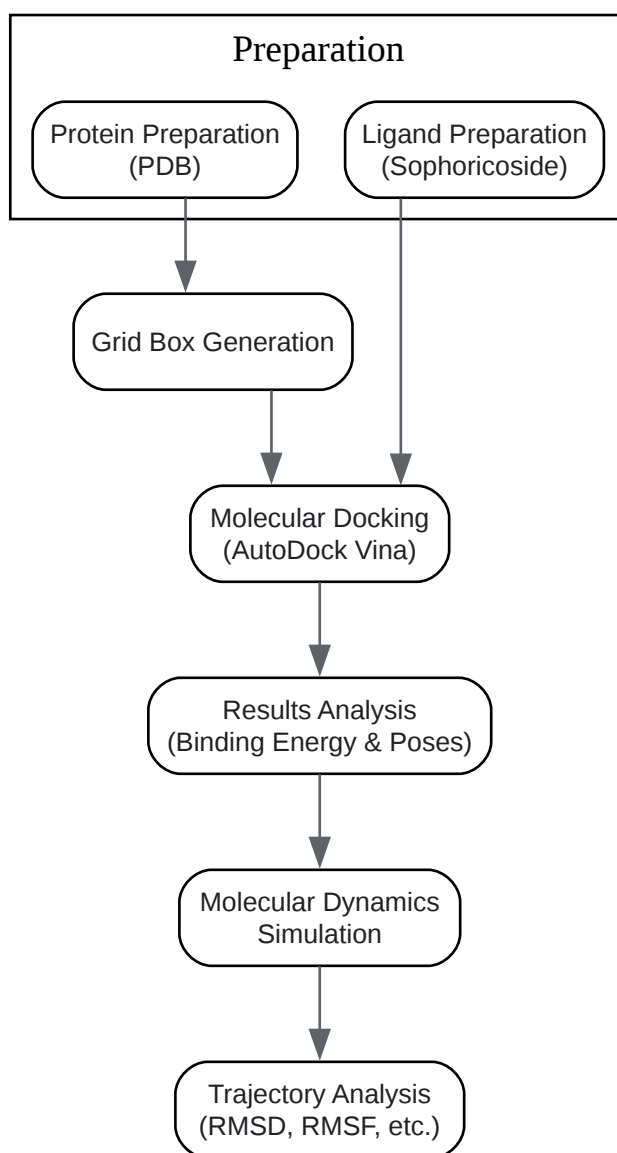 Preparation
Protein Preparation
(PDB)
Ligand Preparation
(Sophoricoside)
Grid Box Generation
Molecular Docking
(AutoDock Vina)
Results Analysis
(Binding Energy & Poses)
Molecular Dynamics
Simulation
Trajectory Analysis
(RMSD, RMSF, etc.)